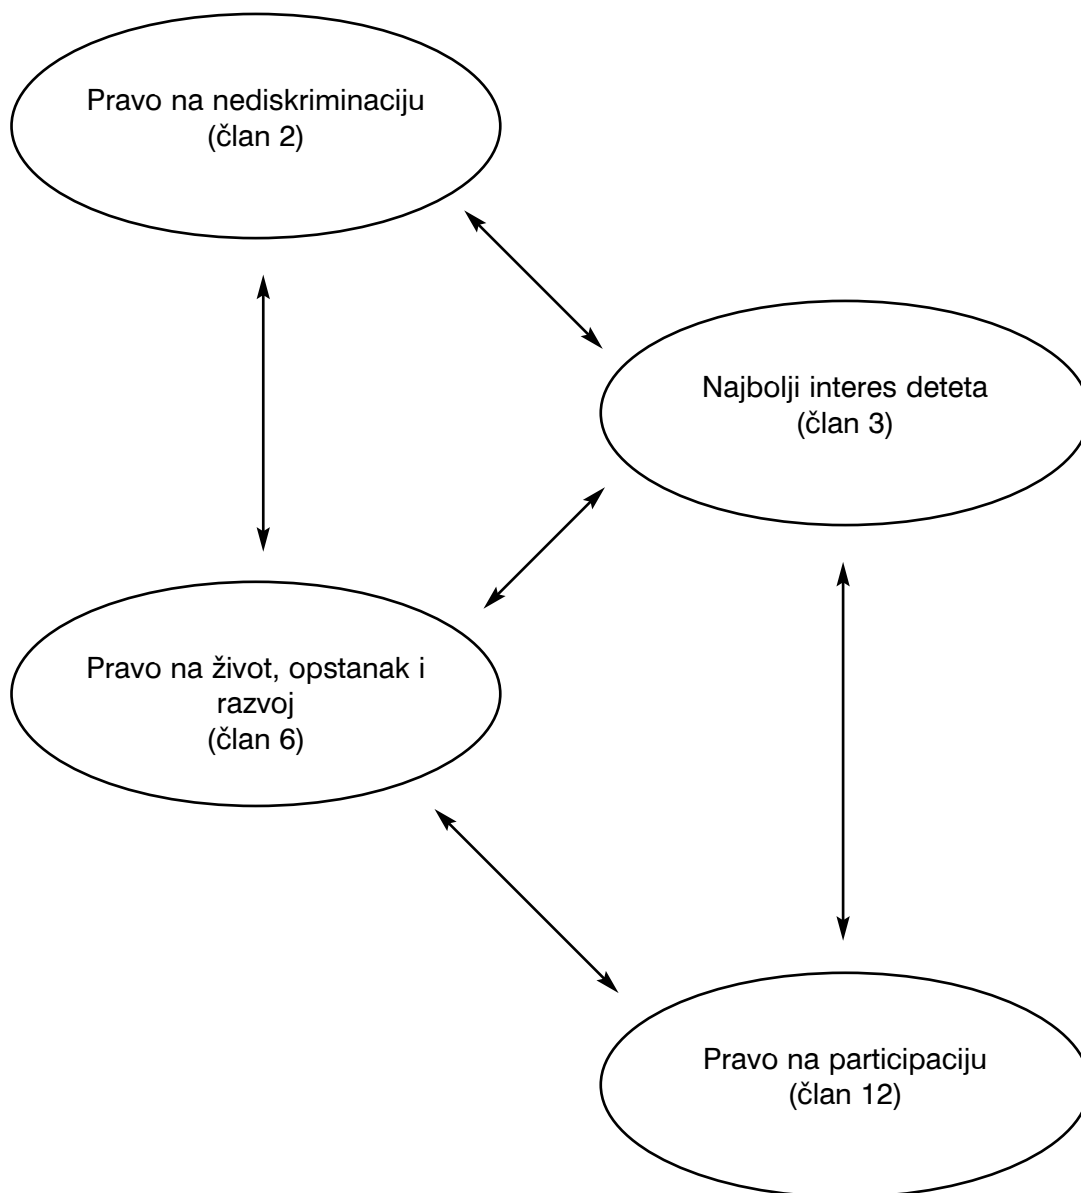 Pravo na nediskriminaciju
(član 2)
Najbolji interes deteta
(član 3)
Pravo na život, opstanak i
razvoj
(član 6)
Pravo na participaciju
(član 12)